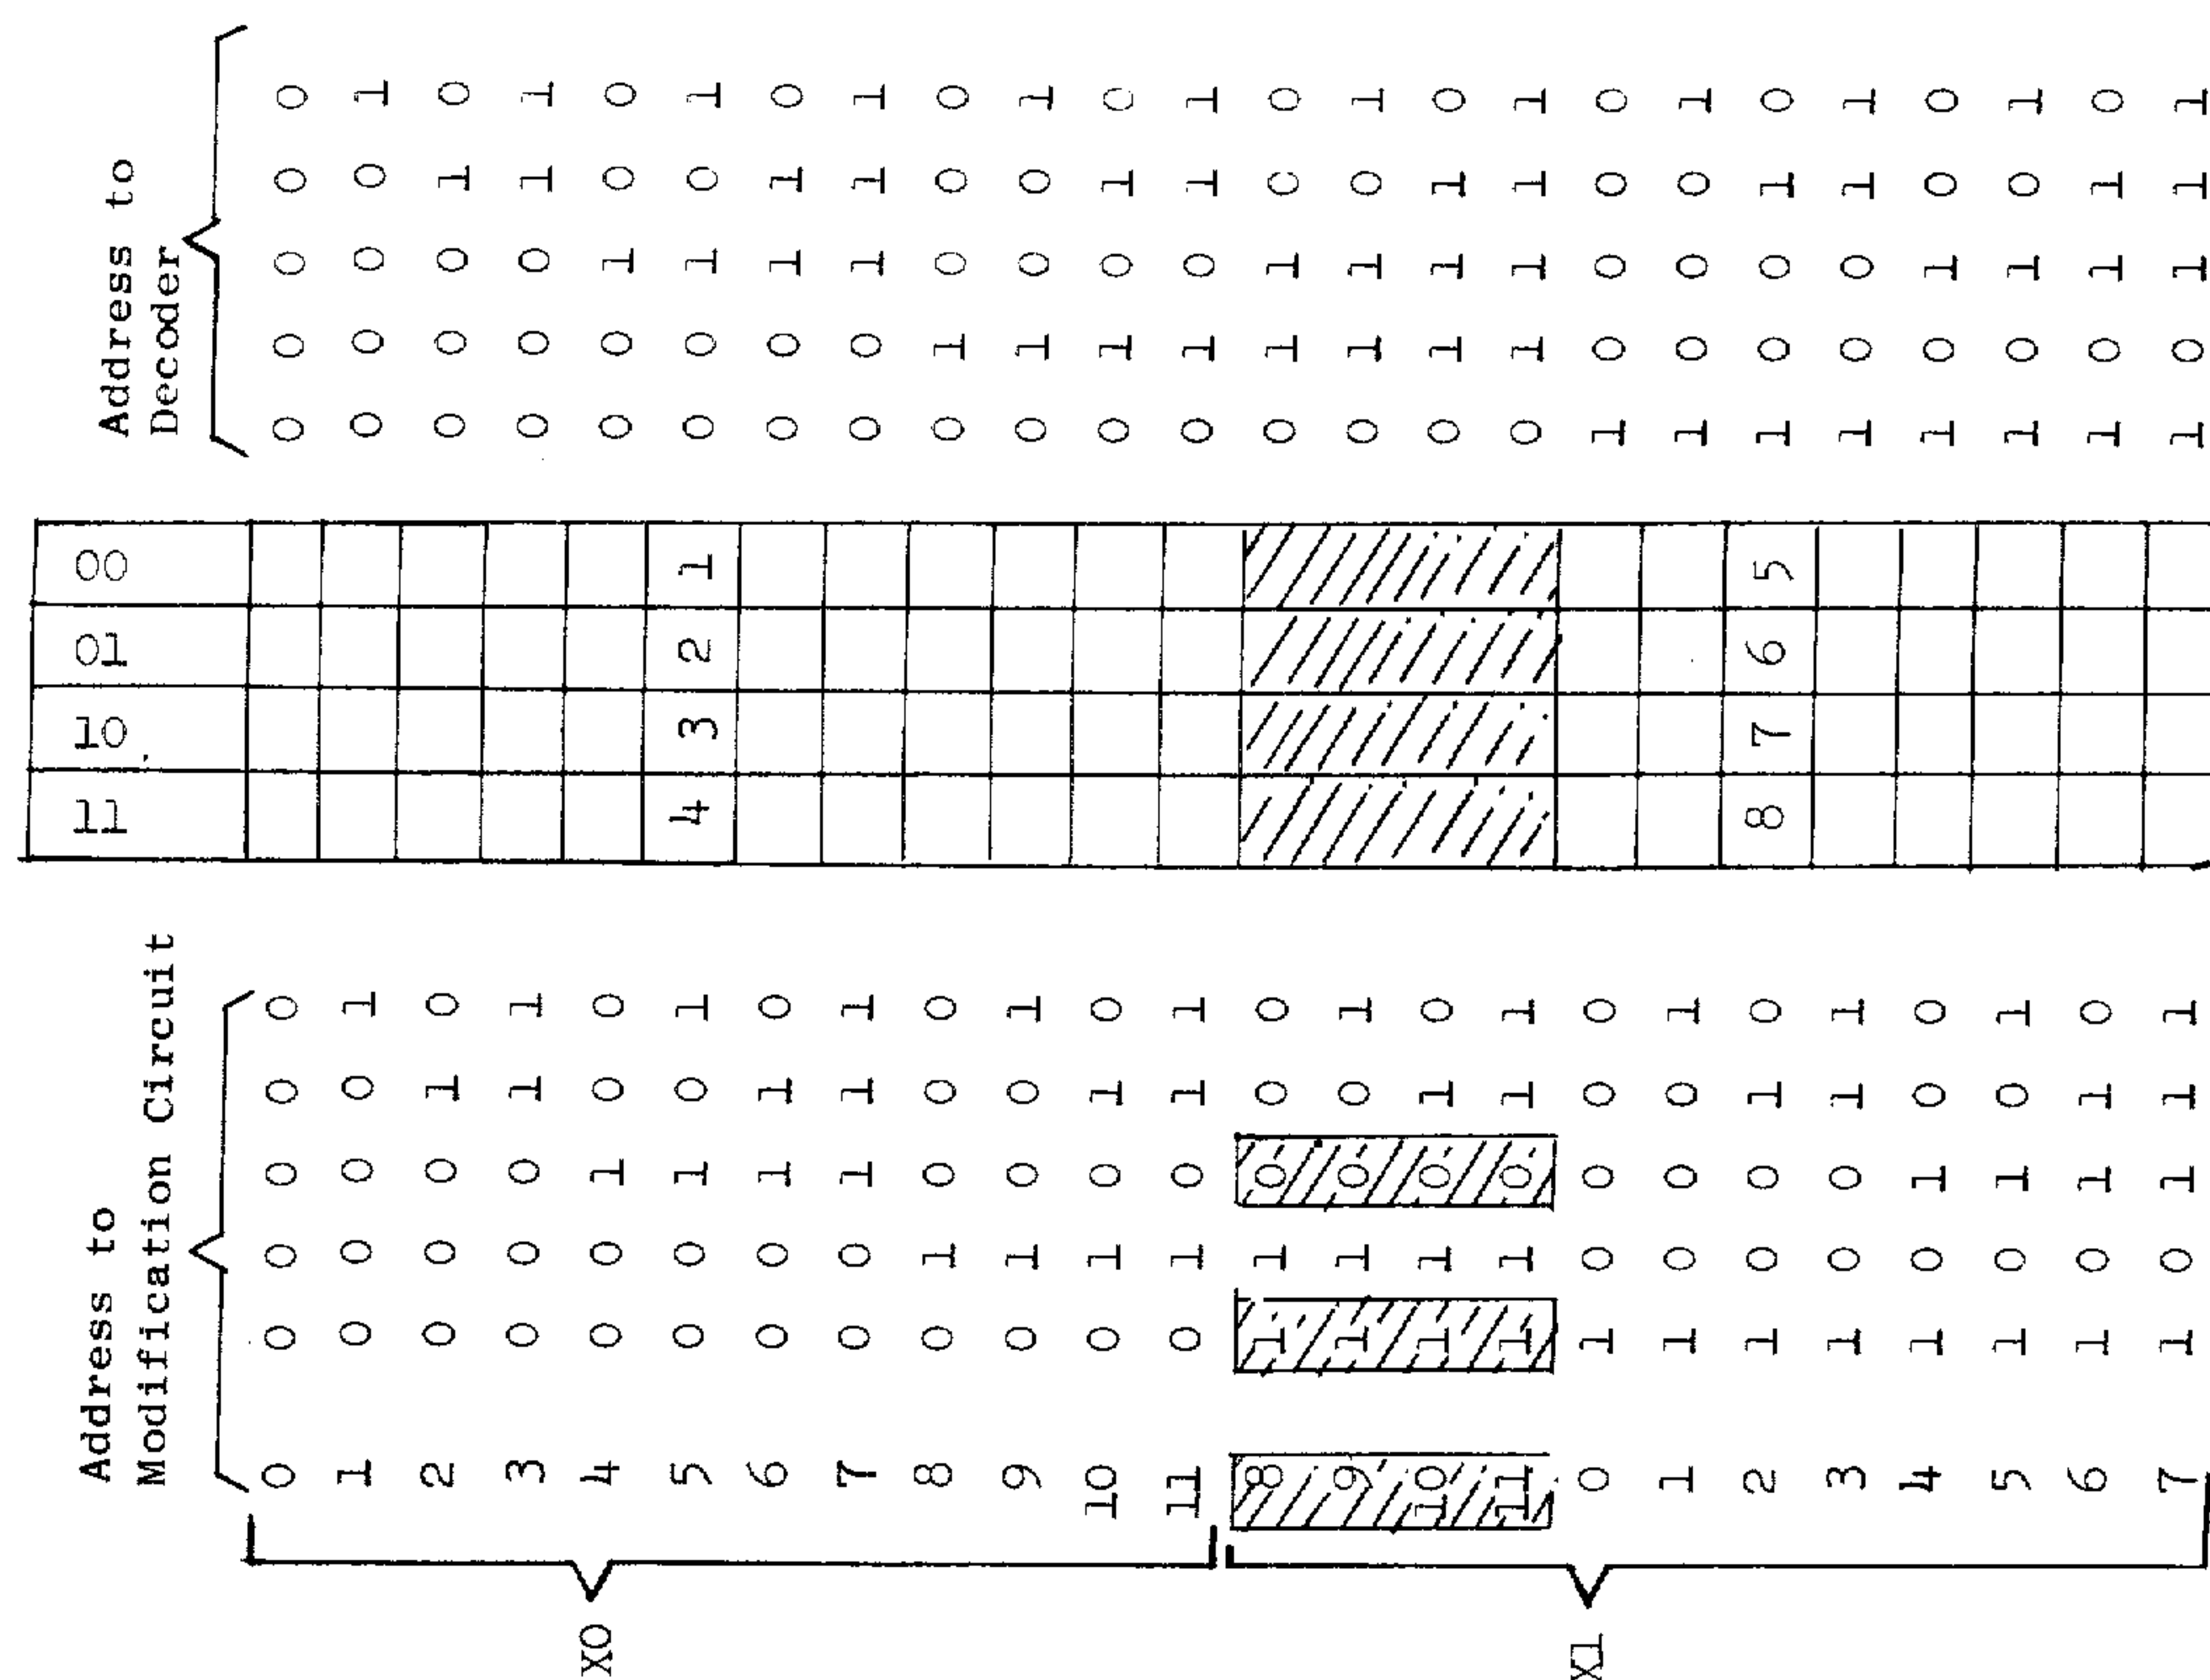 Address to
Modification Circuit
11 10 01 00
Address to
Decoder
X0
0 0 0 0 0 0 0 0 0 0 0
1 0 0 0 0 1 0 0 0 0 1
2 0 0 0 1 0 0 0 0 1 0
3 0 0 0 1 1 0 0 0 1 1
4 0 0 1 0 0 0 0 1 0 0
5 0 0 1 0 1 4 3 2 1 0 0 1 0 1
6 0 0 1 1 0 0 0 1 1 0
7 0 0 1 1 1 0 0 1 1 1
8 0 1 0 0 0 0 1 0 0 0
9 0 1 0 0 1 0 1 0 0 1
10 0 1 0 1 0 0 1 0 1 0
11 0 1 0 1 1 0 1 0 1 1
X1
8 1 1 0 0 0 0 1 1 0 0
9 1 1 0 0 1 0 1 1 0 1
10 1 1 0 1 0 0 1 1 1 0
11 1 1 0 1 1 0 1 1 1 1
0 1 0 0 0 0 1 0 0 0 0
1 1 0 0 0 1 1 0 0 0 1
2 1 0 0 1 0 8 7 6 5 1 0 0 1 0
3 1 0 0 1 1 1 0 0 1 1
4 1 0 1 0 0 1 0 1 0 0
5 1 0 1 0 1 1 0 1 0 1
6 1 0 1 1 0 1 0 1 1 0
7 1 0 1 1 1 1 0 1 1 1